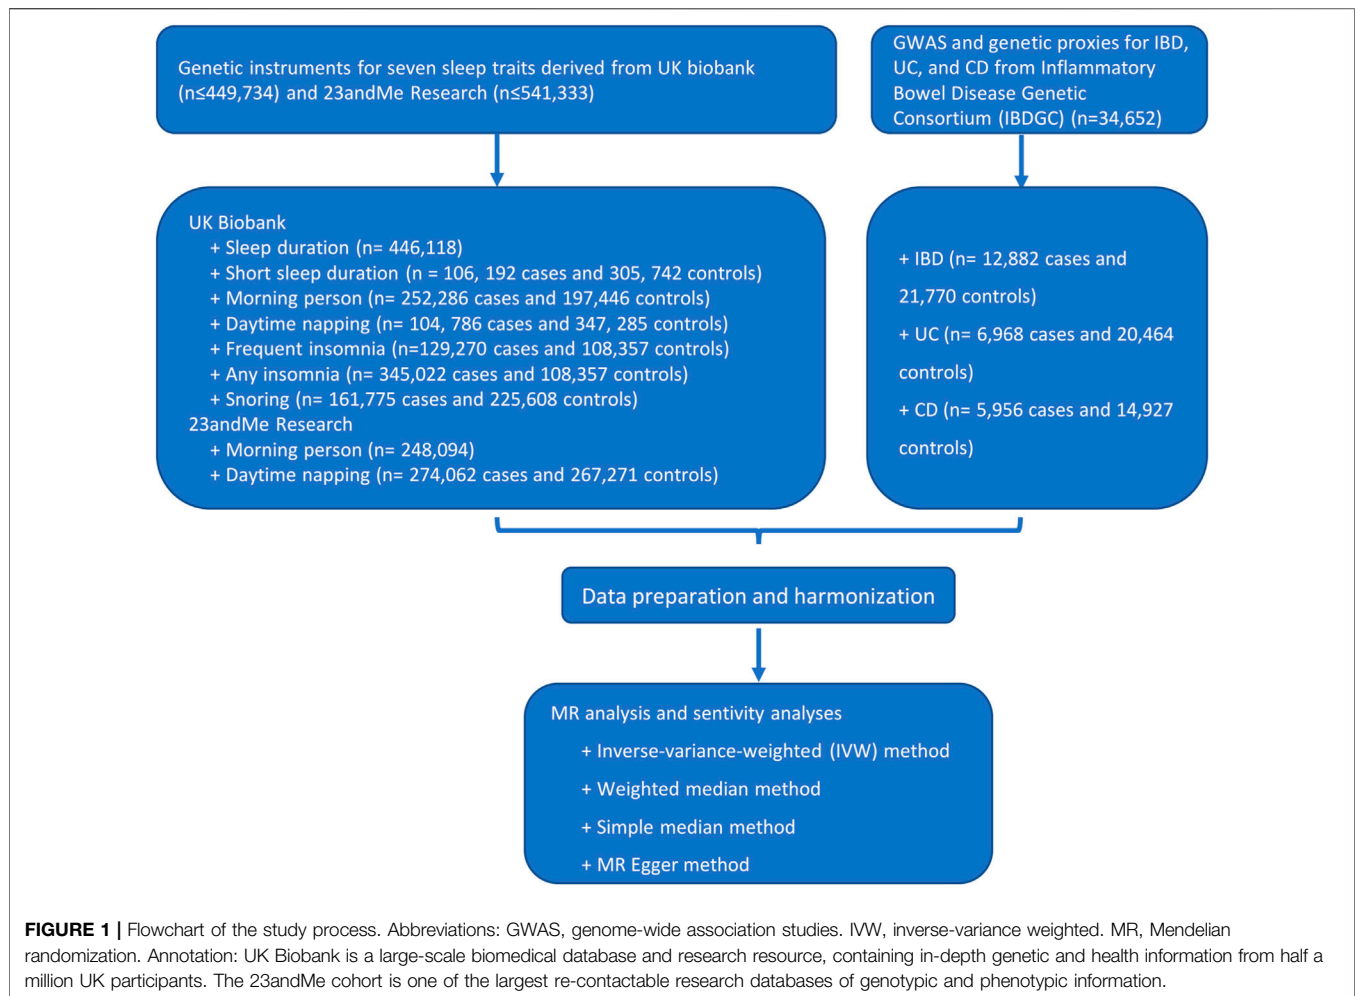 Genetic instruments for seven sleep traits derived from UK biobank
(n≤449,734) and 23andMe Research (n≤541,333)
GWAS and genetic proxies for IBD,
UC, and CD from Inflammatory
Bowel Disease Genetic
Consortium (IBDGC) (n=34,652)
UK Biobank
+ Sleep duration (n= 446,118)
+ Short sleep duration (n = 106, 192 cases and 305, 742 controls)
+ Morning person (n= 252,286 cases and 197,446 controls)
+ Daytime napping (n= 104, 786 cases and 347, 285 controls)
+ Frequent insomnia (n=129,270 cases and 108,357 controls)
+ Any insomnia (n= 345,022 cases and 108,357 controls)
+ Snoring (n= 161,775 cases and 225,608 controls)
23andMe Research
+ Morning person (n= 248,094)
+ Daytime napping (n= 274,062 cases and 267,271 controls)
+ IBD (n= 12,882 cases and
21,770 controls)
+ UC (n= 6,968 cases and 20,464
controls)
+ CD (n= 5,956 cases and 14,927
controls)
Data preparation and harmonization
MR analysis and sentivity analyses
+ Inverse-variance-weighted (IVW) method
+ Weighted median method
+ Simple median method
+ MR Egger method
FIGURE 1 | Flowchart of the study process. Abbreviations: GWAS, genome-wide association studies. IVW, inverse-variance weighted. MR, Mendelian
randomization. Annotation: UK Biobank is a large-scale biomedical database and research resource, containing in-depth genetic and health information from half a
million UK participants. The 23andMe cohort is one of the largest re-contactable research databases of genotypic and phenotypic information.